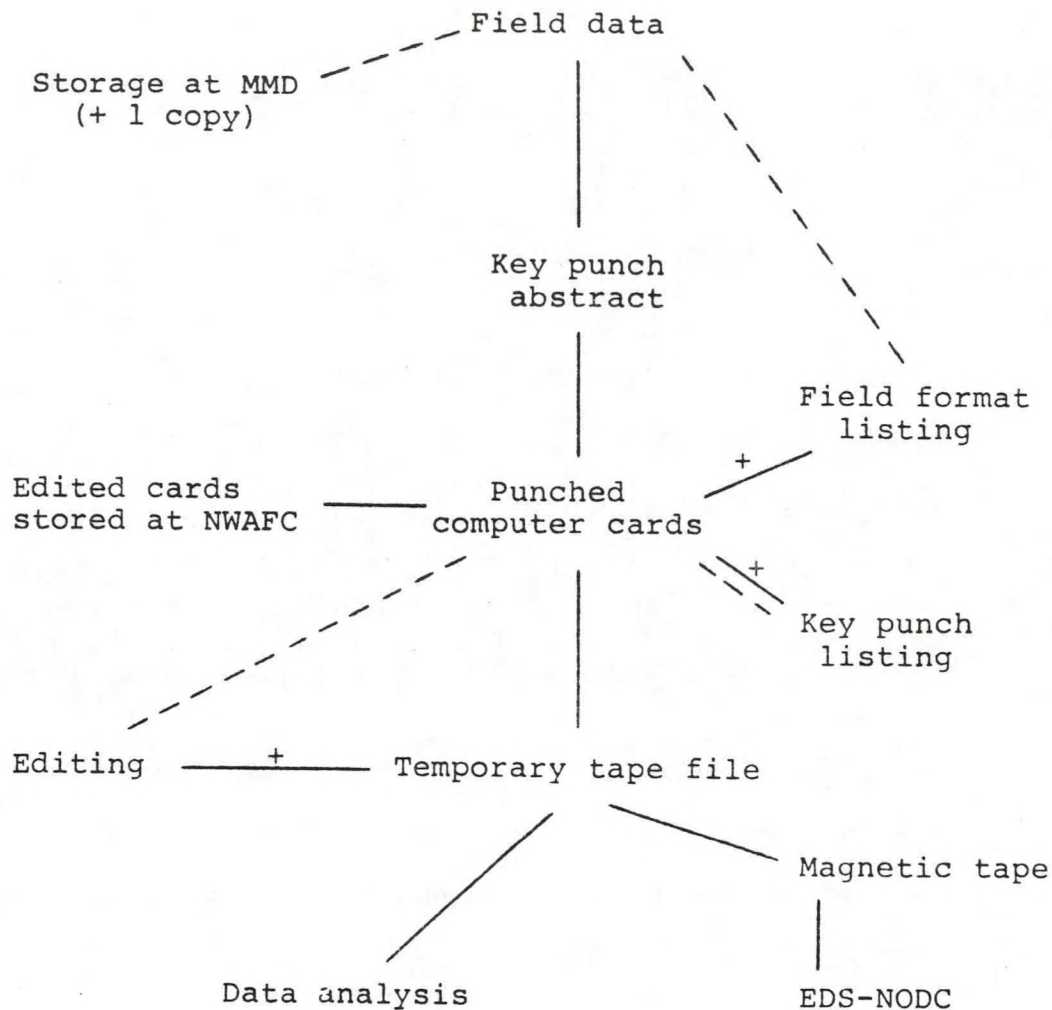 Field data
Storage at MMD
(+ 1 copy)
Key punch
abstract
Field format
listing
+
Edited cards
stored at NWAFC
Punched
computer cards
+
Key punch
listing
Editing
+
Temporary tape file
Magnetic tape
Data analysis
EDS-NODC